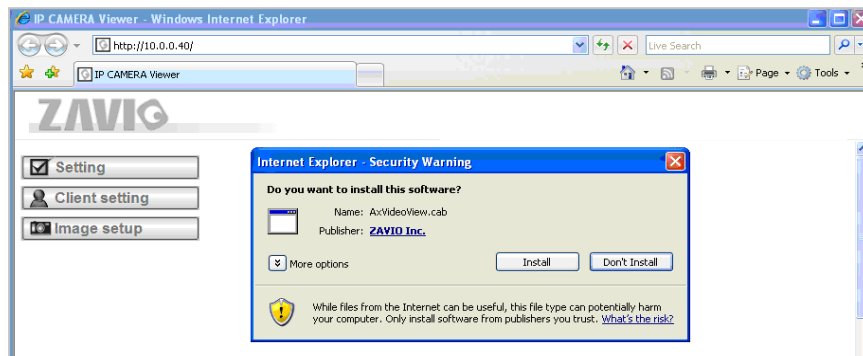 IP CAMERA Viewer - Windows Internet Explorer
http://10.0.0.40/
Live Search
IP CAMERA Viewer
Page
Tools
ZAVIO
Setting
Client setting
Image setup
Internet Explorer - Security Warning
Do you want to install this software?
Name: AxVideoView.cab
Publisher: ZAVIO Inc.
More options
Install
Don't Install
While files from the Internet can be useful, this file type can potentially harm
your computer. Only install software from publishers you trust. What's the risk?